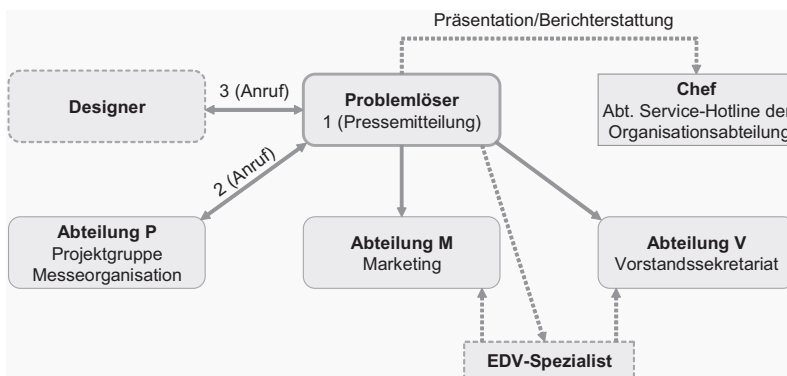 Präsentation/Berichterstattung
Designer
3 (Anruf)
Problemlöser
1 (Pressemitteilung)
Chef
Abt. Service-Hotline der
Organisationsabteilung
2 (Anruf)
Abteilung P
Projektgruppe
Messeorganisation
Abteilung M
Marketing
Abteilung V
Vorstandssekretariat
EDV-Spezialist